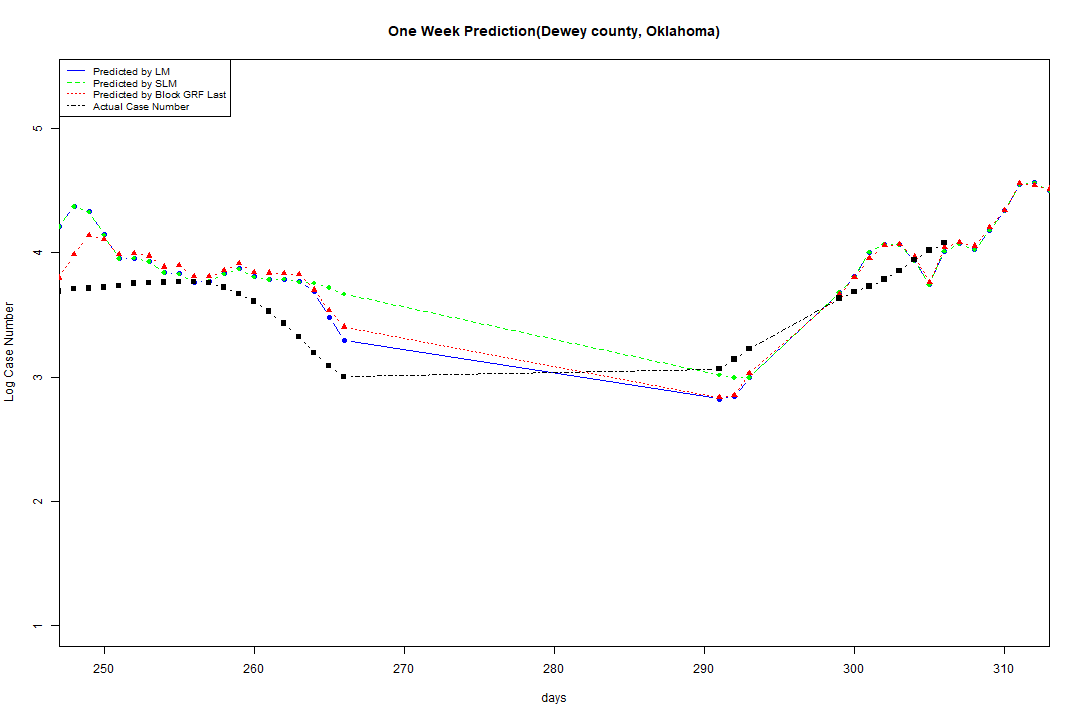 One Week Prediction(Dewey county, Oklahoma)
Predicted by LM
Predicted by SLM
Predicted by Block GRF Last
Actual Case Number
5
4
3
2
1
Log Case Number
250 260 270 280 290 300 310
days